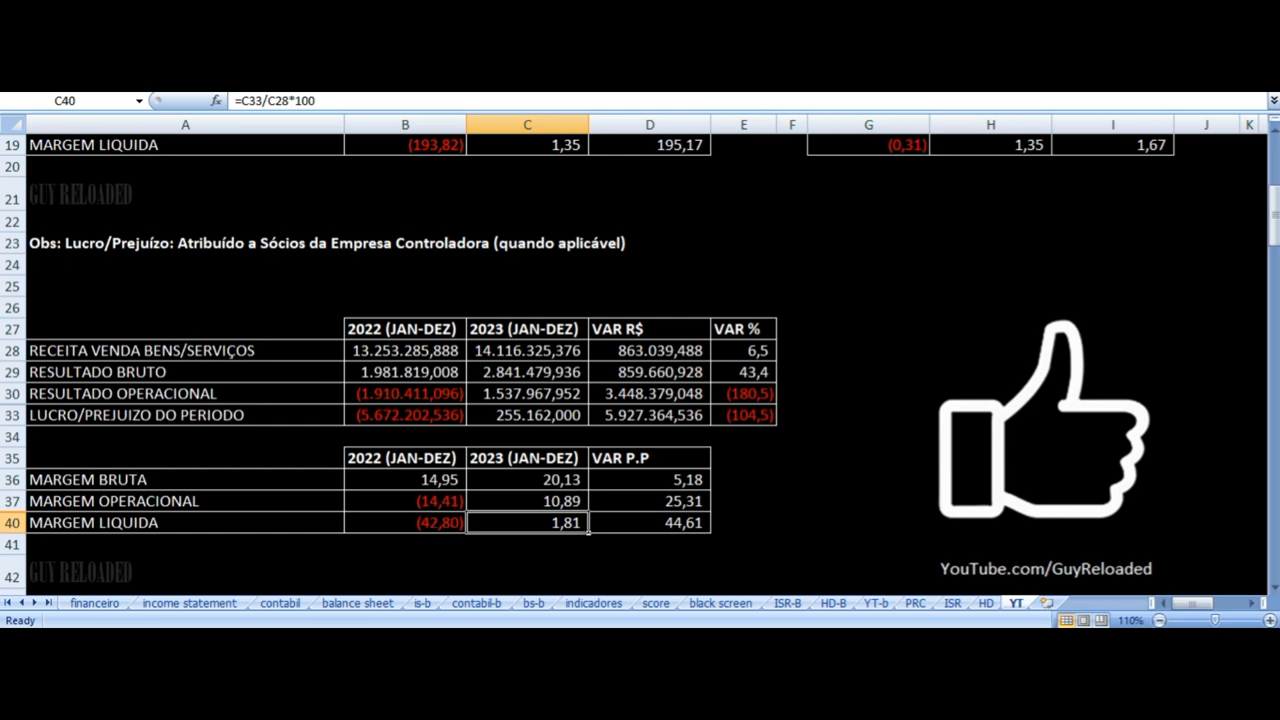 C40 fx =C33/C28*100
A B C D E F G H I J K
19 MARGEM LIQUIDA (193,82) 1,35 195,17 (0,31) 1,35 1,67
20
21 GUY RELOADED
22
23 Obs: Lucro/Prejuízo: Atribuído a Sócios da Empresa Controladora (quando aplicável)
24
25
26
27 2022 (JAN-DEZ) 2023 (JAN-DEZ) VAR R$ VAR %
28 RECEITA VENDA BENS/SERVIÇOS 13.253.285,888 14.116.325,376 863.039,488 6,5
29 RESULTADO BRUTO 1.981.819,008 2.841.479,936 859.660,928 43,4
30 RESULTADO OPERACIONAL (1.910.411,096) 1.537.967,952 3.448.379,048 (180,5)
33 LUCRO/PREJUIZO DO PERIODO (5.672.202,536) 255.162,000 5.927.364,536 (104,5)
34
35 2022 (JAN-DEZ) 2023 (JAN-DEZ) VAR P.P
36 MARGEM BRUTA 14,95 20,13 5,18
37 MARGEM OPERACIONAL (14,41) 10,89 25,31
40 MARGEM LIQUIDA (42,80) 1,81 44,61
41
42 GUY RELOADED
YouTube.com/GuyReloaded
financeiro income statement contabil balance sheet is-b contabil-b bs-b indicadores score black screen ISR-B HD-B YT-b PRC ISR HD YT
Ready 110%